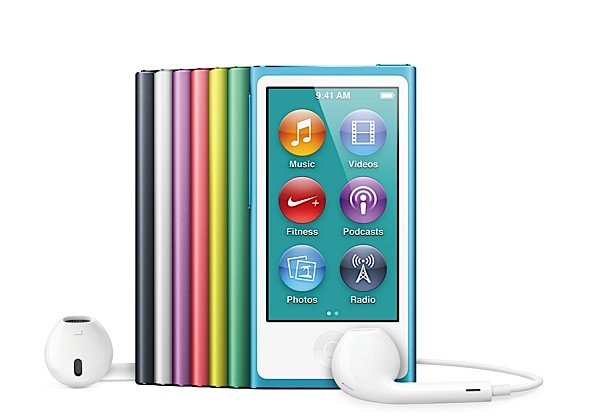 9:41 AM
Music
Videos
Fitness
Podcasts
Photos
Radio